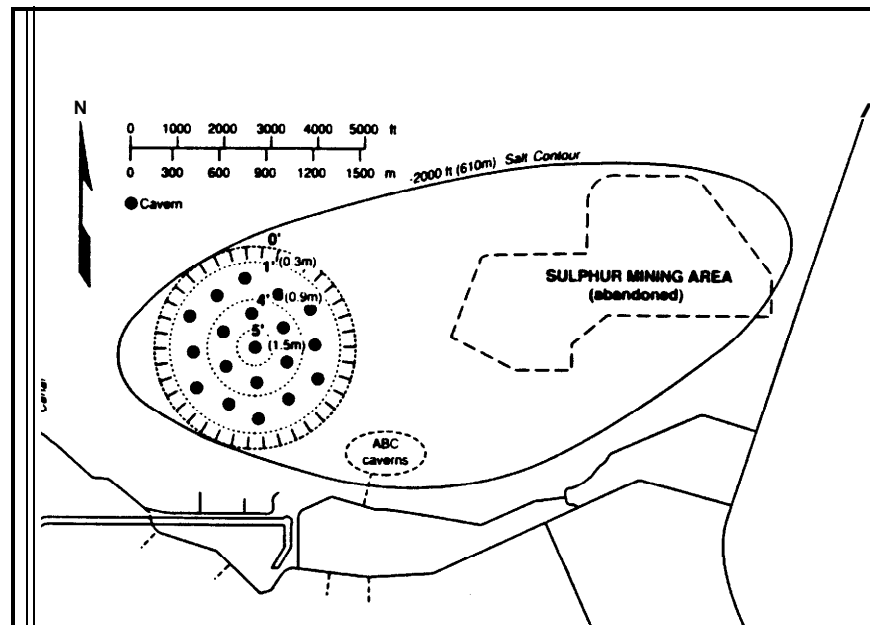 N
0 1000 2000 3000 4000 5000 ft
0 300 600 900 1200 1500 m
Cavern
-2000 ft (610m) Salt Contour
0'
1' (0.3m)
4' (0.9m)
5'
(1.5m)
SULPHUR MINING AREA
(abandoned)
ABC
caverns